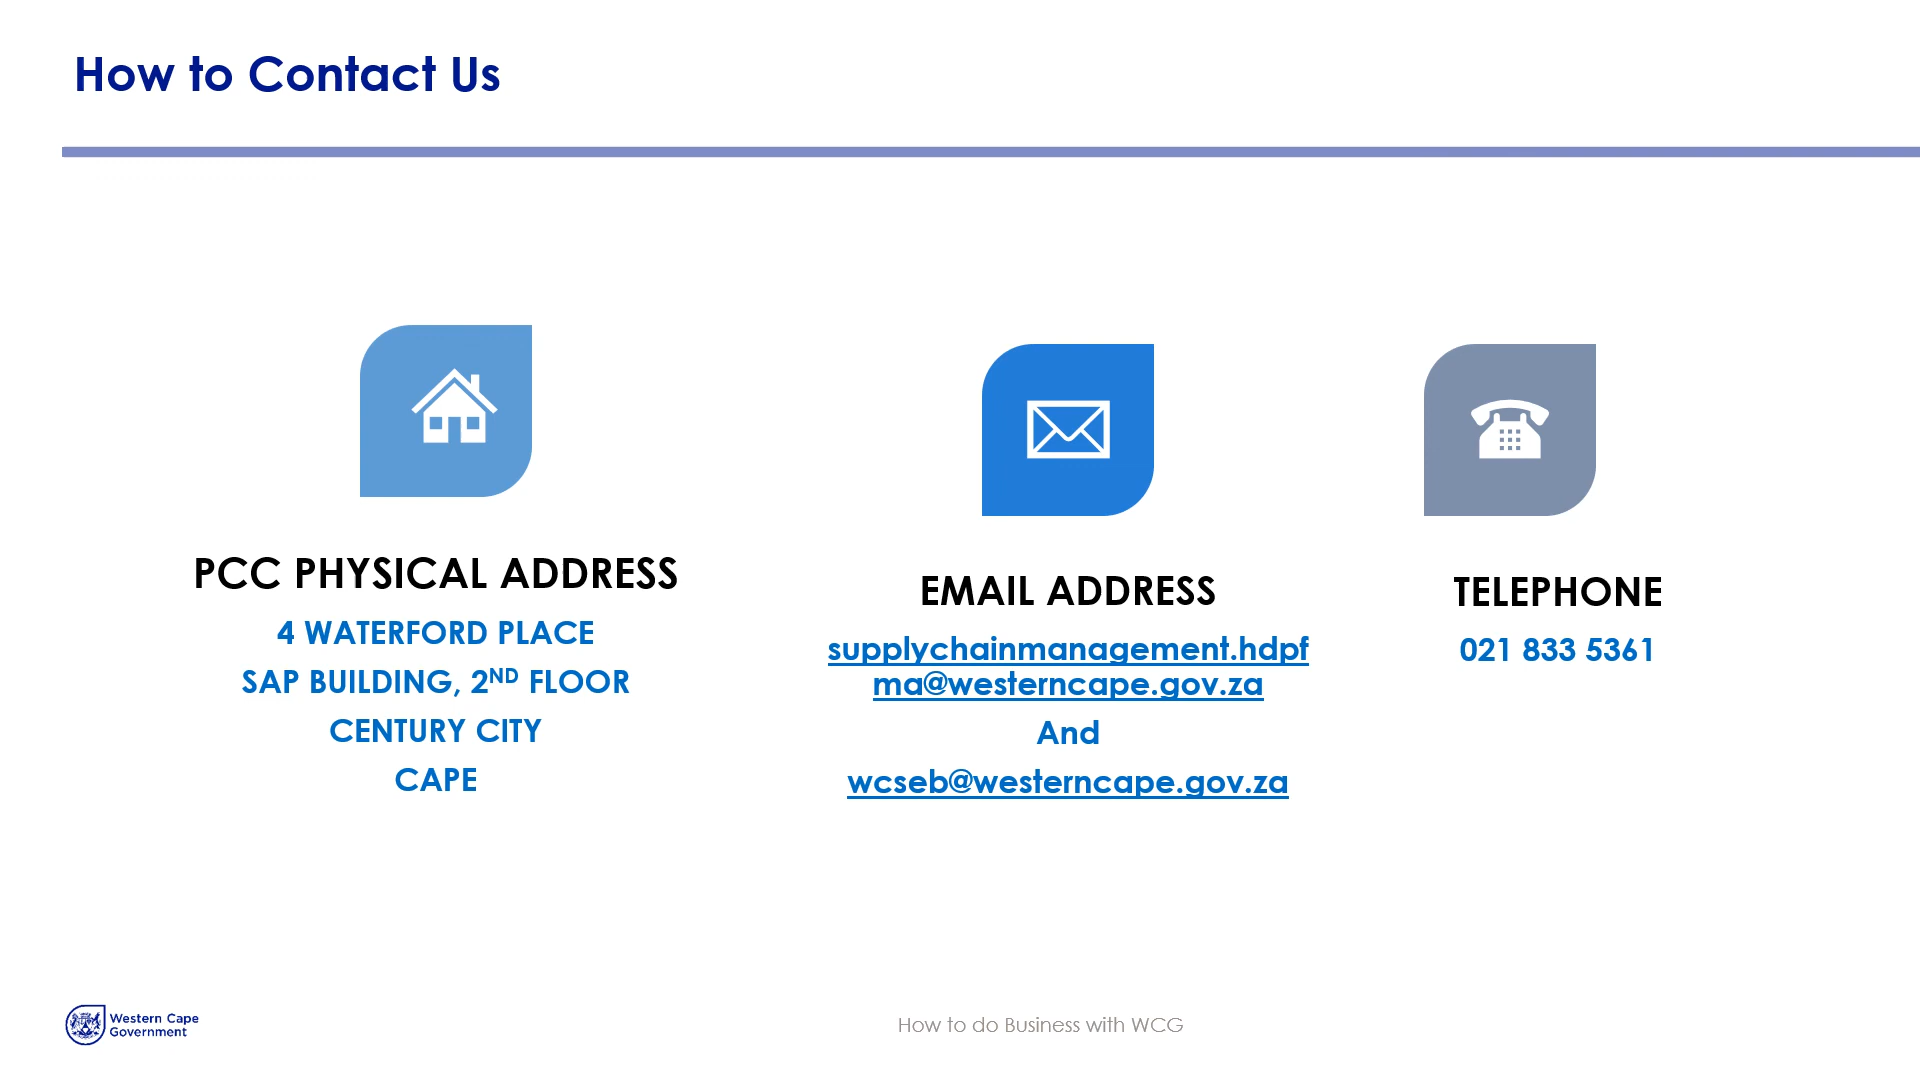 How to Contact Us
PCC PHYSICAL ADDRESS
4 WATERFORD PLACE
SAP BUILDING, 2ND FLOOR
CENTURY CITY
CAPE
EMAIL ADDRESS
supplychainmanagement.hdpf
ma@westerncape.gov.za
And
wcseb@westerncape.gov.za
TELEPHONE
021 833 5361
Western Cape
Government
How to do Business with WCG